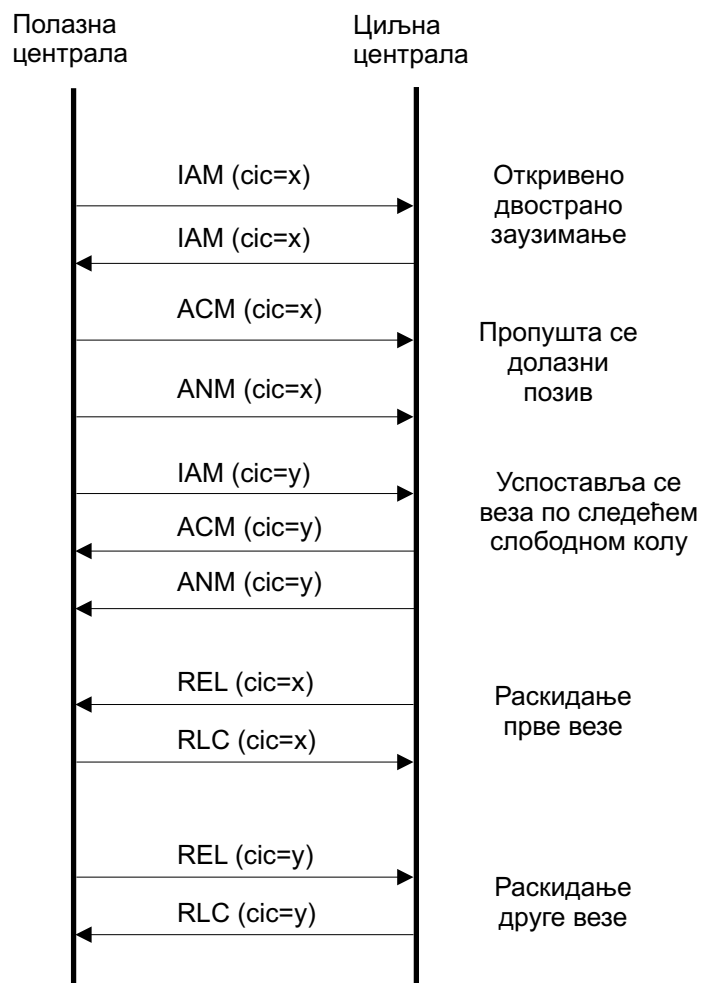 Полазна
централа
Циљна
централа
IAM (cic=x)
Откривено
двострано
заузимање
IAM (cic=x)
ACM (cic=x)
Пропушта се
долазни
позив
ANM (cic=x)
IAM (cic=y)
Успоставља се
веза по следећем
слободном колу
ACM (cic=y)
ANM (cic=y)
REL (cic=x)
Раскидање
прве везе
RLC (cic=x)
REL (cic=y)
Раскидање
друге везе
RLC (cic=y)